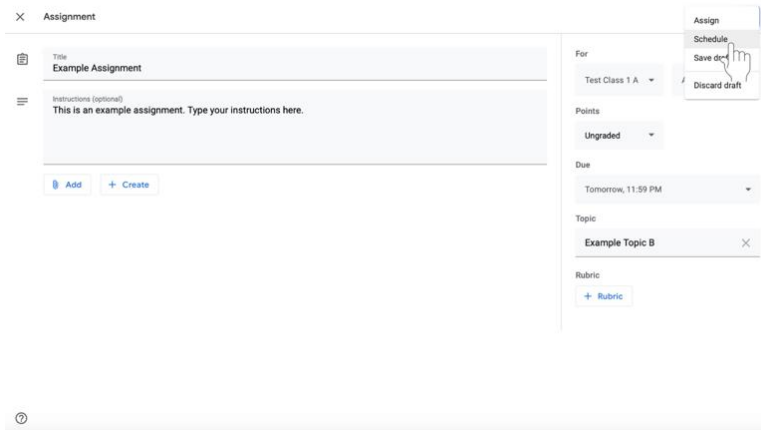 Assignment
Title
Example Assignment
Instructions (optional)
This is an example assignment. Type your instructions here.
Add
+ Create
For
Test Class 1 A
Points
Ungraded
Due
Tomorrow, 11:59 PM
Topic
Example Topic B
Rubric
+ Rubric
Assign
Schedule
Save
Discard draft